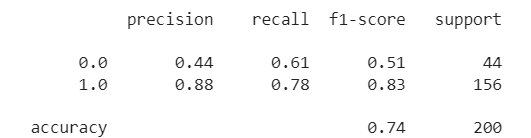 precision recall f1-score support
0.0 0.44 0.61 0.51 44
1.0 0.88 0.78 0.83 156
accuracy 0.74 200